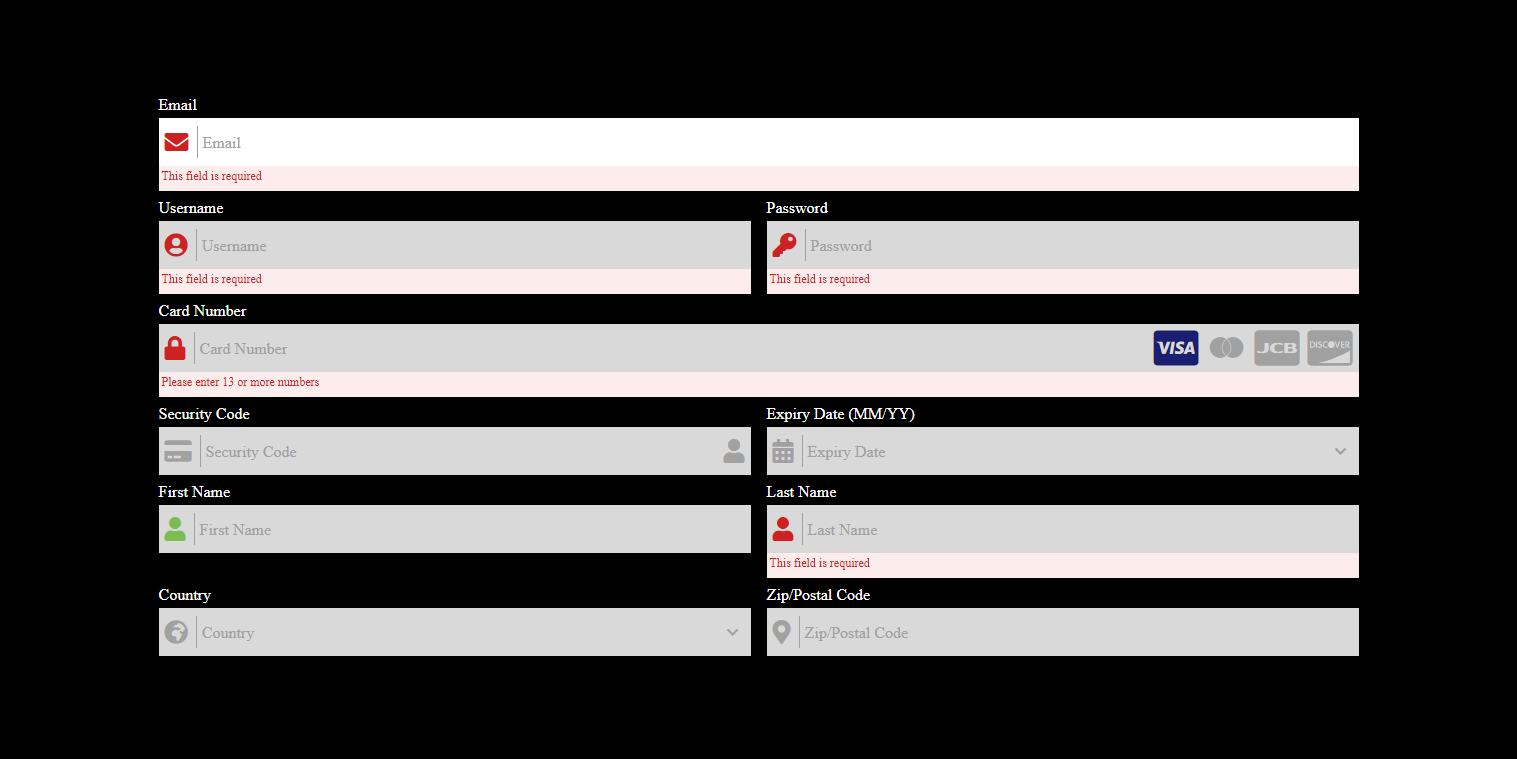 Email
Email
This field is required
Username
Password
Username
Password
This field is required
This field is required
Card Number
Card Number
VISA
JCB
DISCOVER
Please enter 13 or more numbers
Security Code
Expiry Date (MM/YY)
Security Code
Expiry Date
First Name
Last Name
First Name
Last Name
This field is required
Country
Zip/Postal Code
Country
Zip/Postal Code